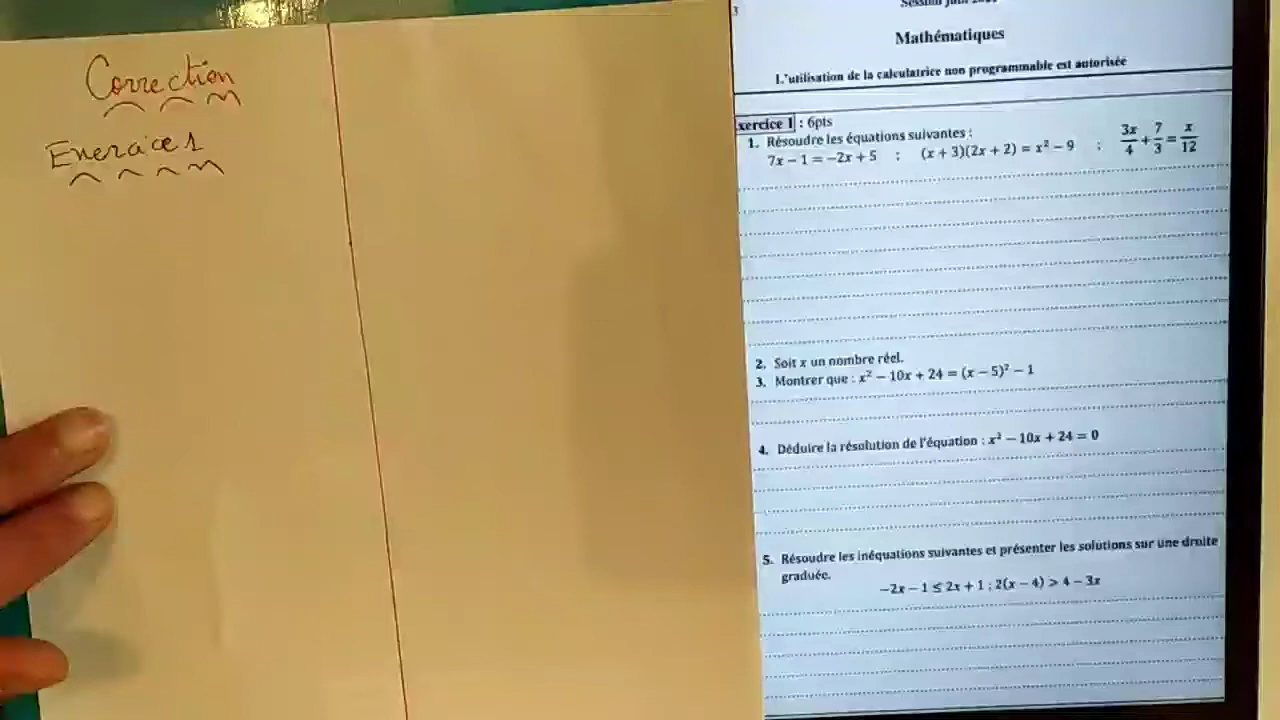 Correction
Exercice 1
3
Session
Mathématiques
L'utilisation de la calculatrice non programmable est autorisée
xercice 1 : 6pts
1. Résoudre les équations suivantes :
7x − 1 = −2x + 5 ; (x + 3)(2x + 2) = x² − 9 ; 3x/4 + 7/3 = x/12
2. Soit x un nombre réel.
3. Montrer que : x² − 10x + 24 = (x − 5)² − 1
4. Déduire la résolution de l'équation : x² − 10x + 24 = 0
5. Résoudre les inéquations suivantes et présenter les solutions sur une droite
graduée.
−2x − 1 ≤ 2x + 1 ; 2(x − 4) > 4 − 3x